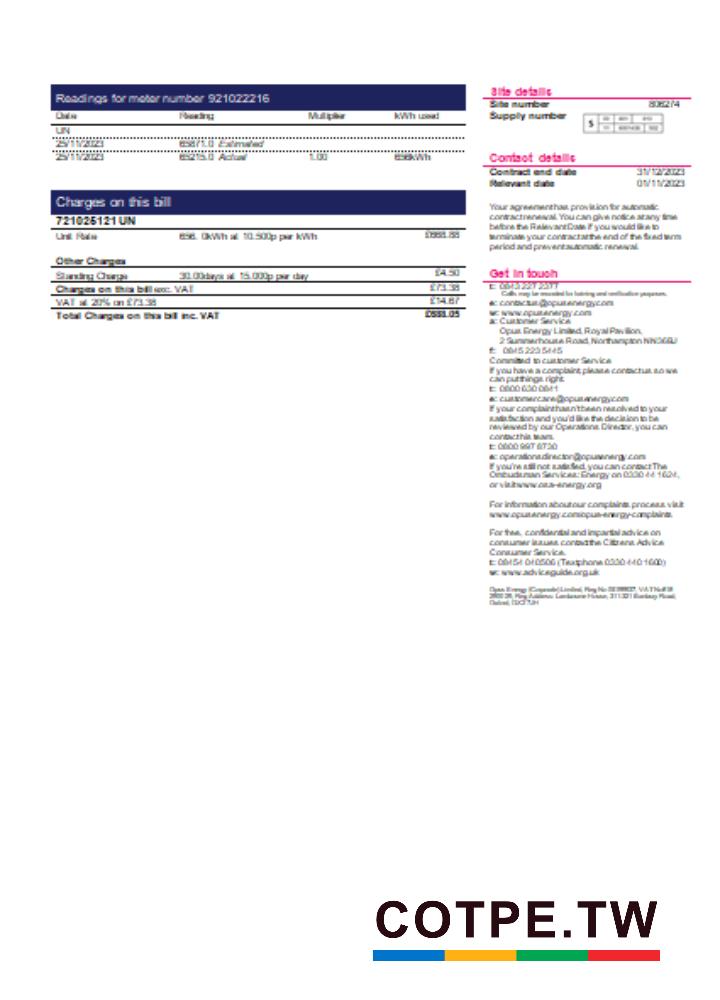 Readings for meter number 921022216
Date Reading Multiplier kWh used
UN
25/11/2023 65871.0 Estimated
25/11/2023 65215.0 Actual 1.00 656kWh
Charges on this bill
721025121 UN
Unit Rate 656. 0kWh at 10.500p per kWh
Other Charges
Standing Charge 30.00days at 15.000p per day £4.50
Charges on this bill exc. VAT £73.38
VAT at 20% on £73.38 £14.67
Total Charges on this bill inc. VAT
Site details
Site number 806274
Supply number
S
Contact details
Contract end date 31/12/2023
Relevant date 01/11/2023
Your agreement has provision for automatic
contract renewal. You can give notice at any time
before the Relevant Date if you would like to
terminate your contract at the end of the fixed term
period and prevent automatic renewal.
Get in touch
t: 0843 227 2377
Calls may be recorded for training and verification purposes.
e: contactus@opusenergy.com
w: www.opusenergy.com
a: Customer Service
Opus Energy Limited, Royal Pavilion,
2 Summerhouse Road, Northampton
f: 0845 223 5445
Committed to customer Service
If you have a complaint, please contact us so we
can put things right.
t: 0800 630 0841
e: customercare@opusenergy.com
If your complaint hasn't been resolved to your
satisfaction and you'd like the decision to be
reviewed by our Operations Director, you can
contact this team.
t: 0800 997 8730
e: operationsdirector@opusenergy.com
If you're still not satisfied, you can contact The
Ombudsman Services: Energy on 0330 44 1624,
or visit www.osa-energy.org
For information about our complaints process visit
www.opusenergy.com/opus-energy-complaints.
For free, confidential and impartial advice on
consumer issues contact the Citizens Advice
Consumer Service.
t: 08454 040506 (Textphone 0330 440 1600)
w: www.adviceguide.org.uk
Opus Energy (Corporate) Limited, Reg No
Reg Address: Lambourne House, 311-321 Banbury Road,
Oxford,
COTPE.TW